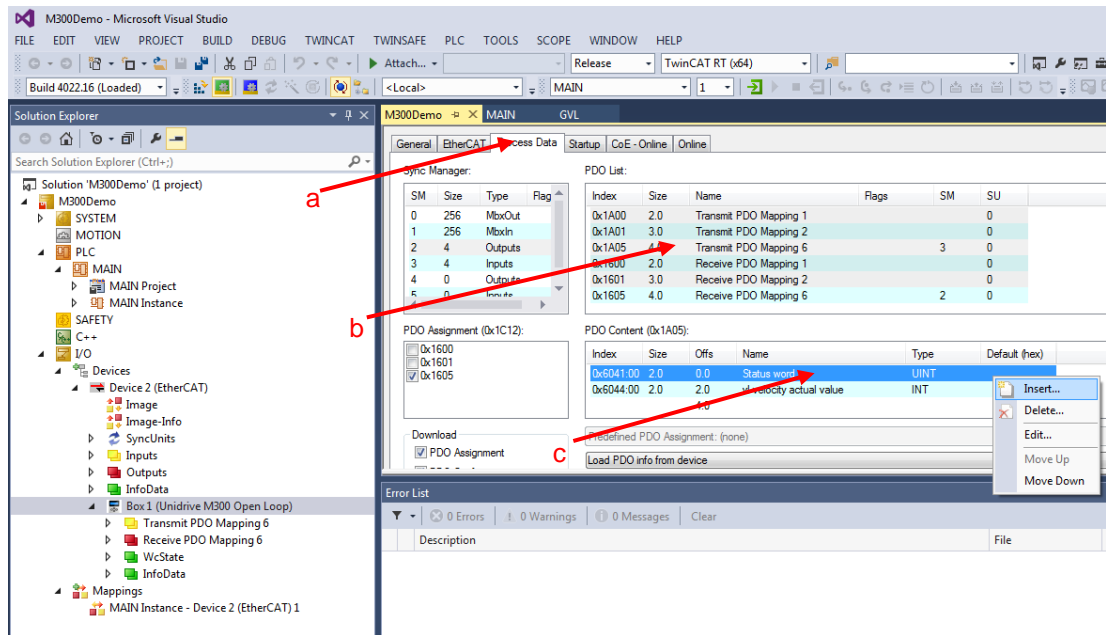 M300Demo - Microsoft Visual Studio
FILE EDIT VIEW PROJECT BUILD DEBUG TWINCAT TWINSAFE PLC TOOLS SCOPE WINDOW HELP
Attach... Release TwinCAT RT (x64)
Build 4022.16 (Loaded) <Local> MAIN 1
Solution Explorer
M300Demo MAIN GVL
General EtherCAT Data Startup CoE - Online Online
Search Solution Explorer (Ctrl+;)
Sync Manager: PDO List:
SM Size Type Flag Index Size Name Flags SM SU
0 256 MbxOut 0x1A00 2.0 Transmit PDO Mapping 1 0
1 256 MbxIn 0x1A01 3.0 Transmit PDO Mapping 2 0
2 4 Outputs 0x1A05 Transmit PDO Mapping 6 3 0
3 4 Inputs 0x1600 2.0 Receive PDO Mapping 1 0
4 0 Outputs 0x1601 3.0 Receive PDO Mapping 2 0
5 0 Inputs 0x1605 4.0 Receive PDO Mapping 6 2 0
Solution 'M300Demo' (1 project)
M300Demo
SYSTEM
MOTION
PLC
MAIN
MAIN Project
MAIN Instance
SAFETY
C++
I/O
Devices
Device 2 (EtherCAT)
Image
Image-Info
SyncUnits
Inputs
Outputs
InfoData
Box 1 (Unidrive M300 Open Loop)
Transmit PDO Mapping 6
Receive PDO Mapping 6
WcState
InfoData
Mappings
MAIN Instance - Device 2 (EtherCAT) 1
a
b
c
PDO Assignment (0x1C12): PDO Content (0x1A05):
0x1600
0x1601
0x1605
Index Size Offs Name Type Default (hex)
0x6041:00 2.0 0.0 Status word UINT
0x6044:00 2.0 2.0 velocity actual value INT
4.0
Insert...
Delete...
Edit...
Move Up
Move Down
Download
PDO Assignment
Predefined PDO Assignment: (none)
Load PDO info from device
Error List
0 Errors 0 Warnings 0 Messages Clear
Description File